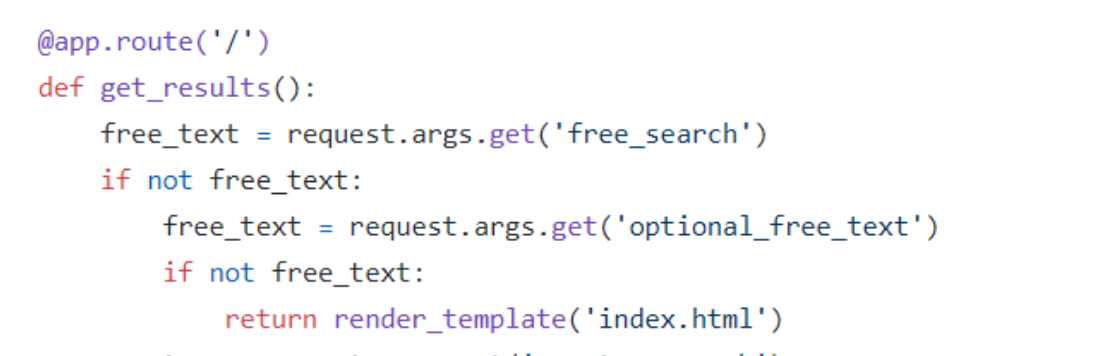 @app.route('/')
def get_results():
    free_text = request.args.get('free_search')
    if not free_text:
        free_text = request.args.get('optional_free_text')
        if not free_text:
            return render_template('index.html')